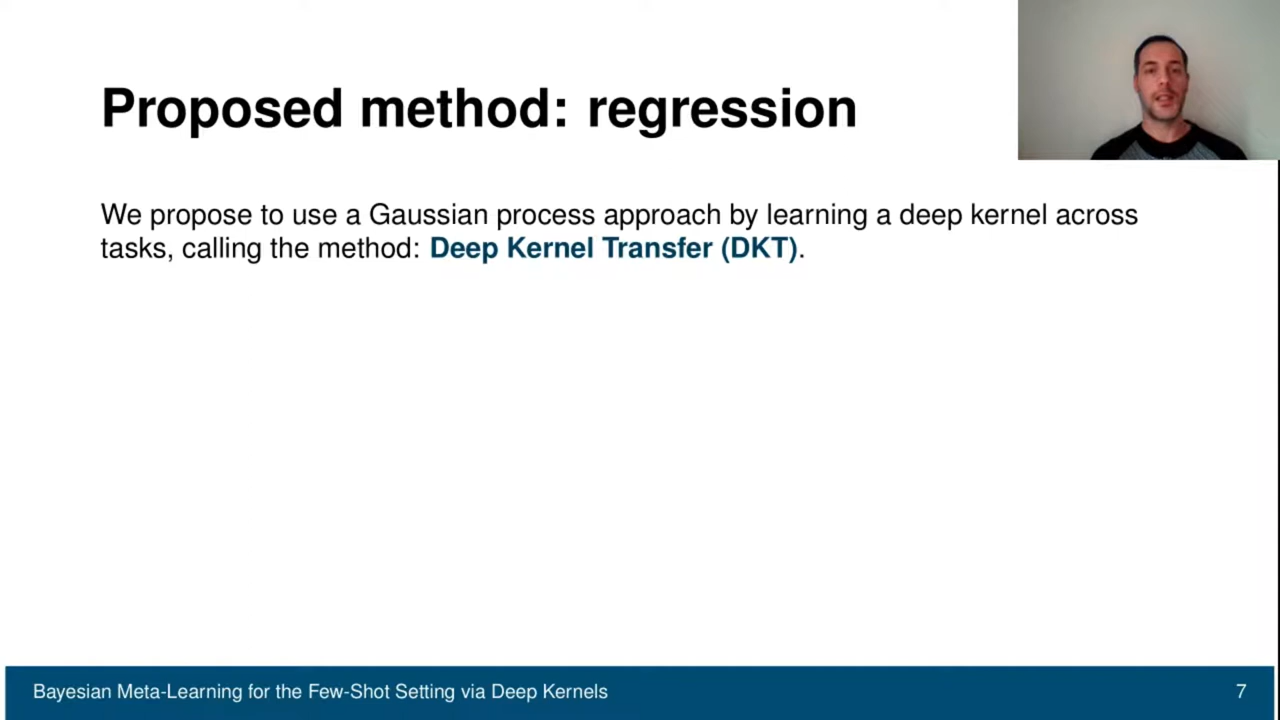 Proposed method: regression
We propose to use a Gaussian process approach by learning a deep kernel across
tasks, calling the method: Deep Kernel Transfer (DKT).
Bayesian Meta-Learning for the Few-Shot Setting via Deep Kernels
7